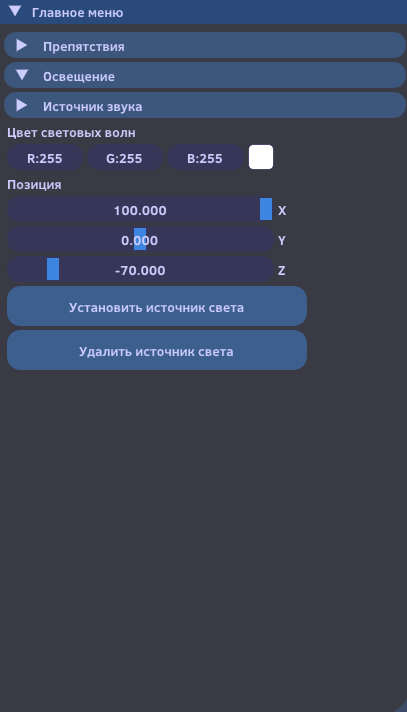 Главное меню
Препятствия
Освещение
Источник звука
Цвет световых волн
R:255 G:255 B:255
Позиция
100.000 X
0.000 Y
-70.000 Z
Установить источник света
Удалить источник света